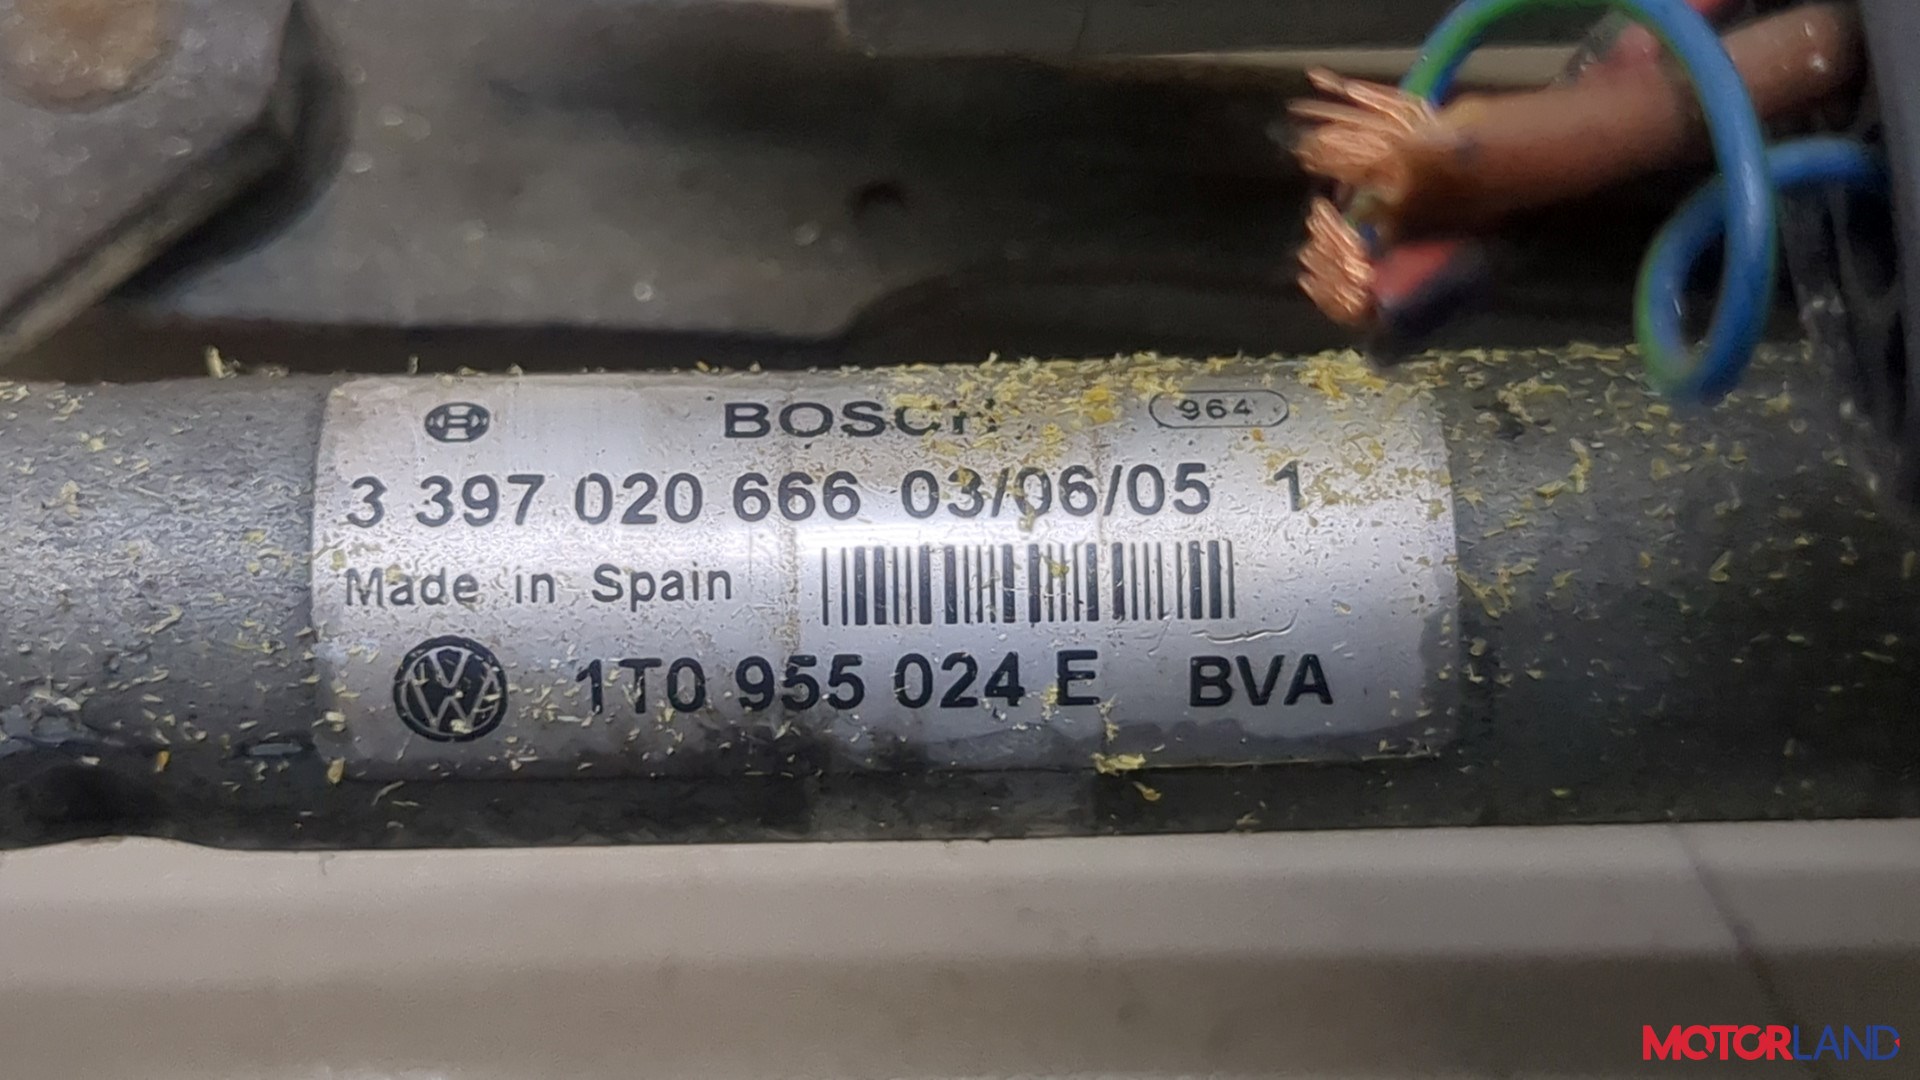 BOSCH 964
3 397 020 666 03/06/05 1
Made in Spain
1T0 955 024 E BVA
MOTORLAND